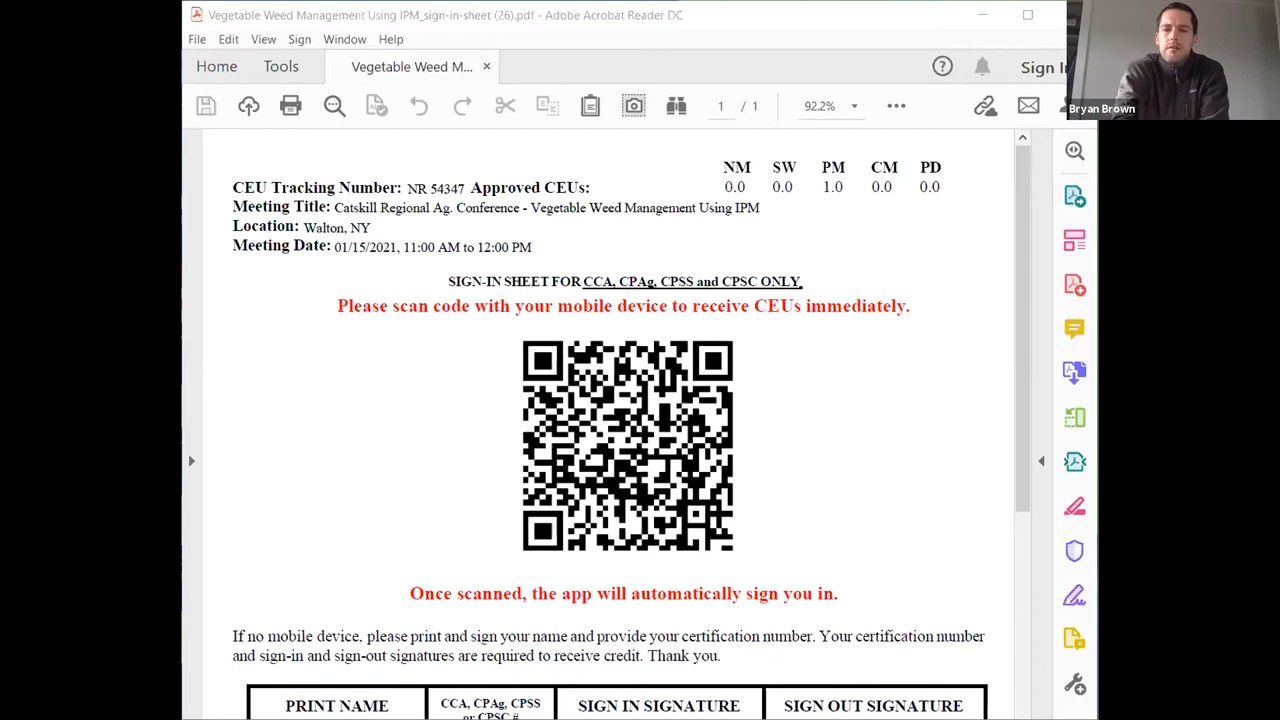 Vegetable Weed Management Using IPM_sign-in-sheet (26).pdf - Adobe Acrobat Reader DC
File Edit View Sign Window Help
Home Tools Vegetable Weed M... Sign In
1 / 1 92.2%
Bryan Brown
NM SW PM CM PD
CEU Tracking Number: NR 54347 Approved CEUs: 0.0 0.0 1.0 0.0 0.0
Meeting Title: Catskill Regional Ag. Conference - Vegetable Weed Management Using IPM
Location: Walton, NY
Meeting Date: 01/15/2021, 11:00 AM to 12:00 PM
SIGN-IN SHEET FOR CCA, CPAg, CPSS and CPSC ONLY.
Please scan code with your mobile device to receive CEUs immediately.
Once scanned, the app will automatically sign you in.
If no mobile device, please print and sign your name and provide your certification number. Your certification number
and sign-in and sign-out signatures are required to receive credit. Thank you.
PRINT NAME CCA, CPAg, CPSS SIGN IN SIGNATURE SIGN OUT SIGNATURE
or CPSC #